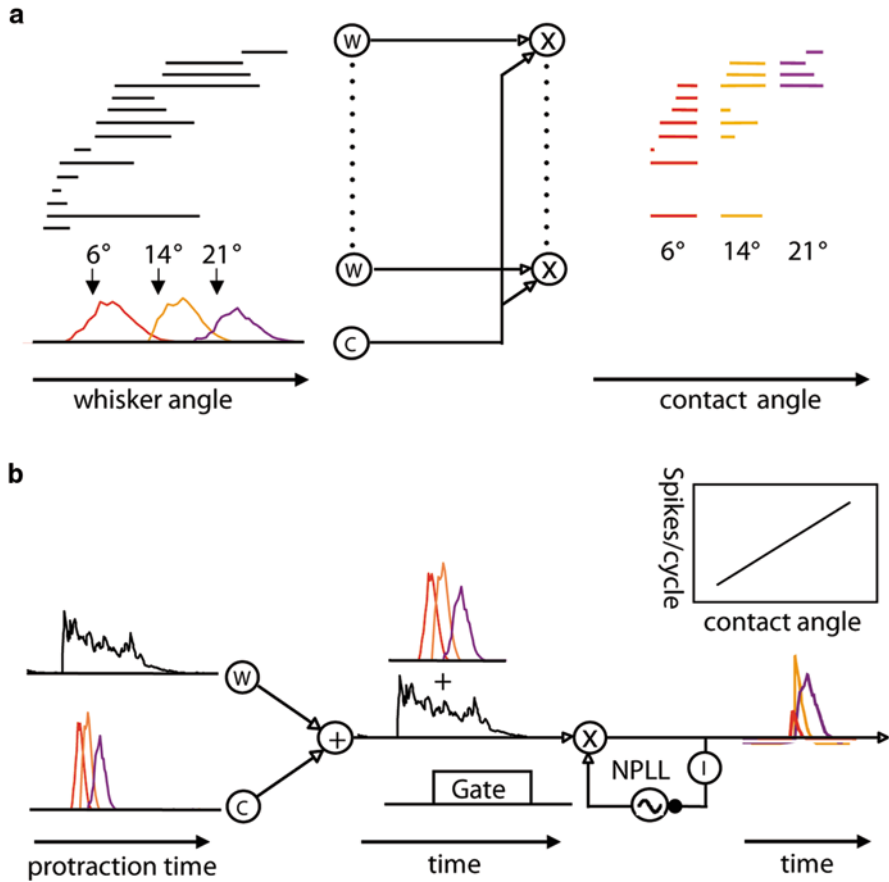 a
W
X
6° 14° 21°
W
X
6° 14° 21°
C
whisker angle
contact angle
b
Spikes/cycle
contact angle
W
+
+
X
NPLL
I
Gate
C
protraction time
time
time